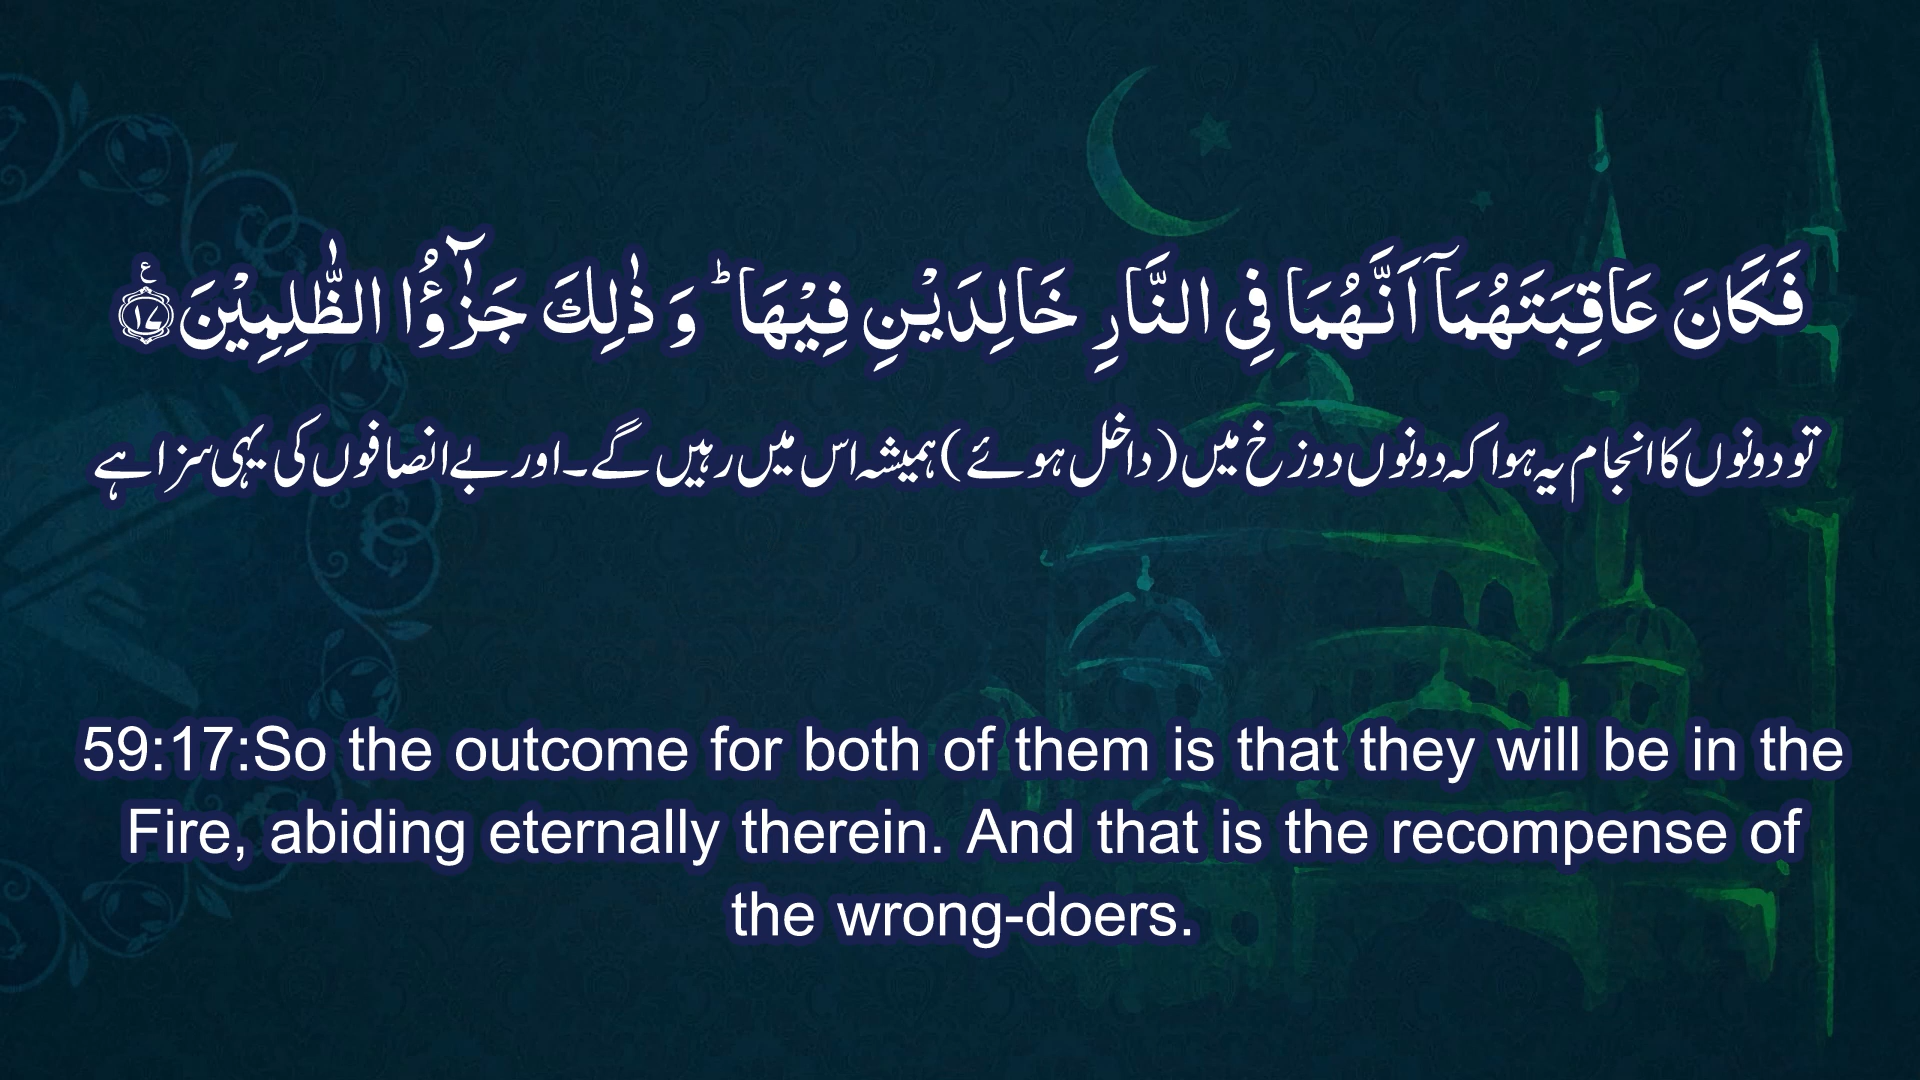 فَكَانَ عَاقِبَتَهُمَآ اَنَّهُمَا فِی النَّارِ خَالِدَیْنِ فِیْهَا ؕ وَ ذٰلِكَ جَزٰٓؤُا الظّٰلِمِیْنَ ۧ۝۱۷
تو دونوں کا انجام یہ ہوا کہ دونوں دوزخ میں (داخل ہوئے) ہمیشہ اس میں رہیں گے۔ اور بےانصافوں کی یہی سزا ہے
59:17:So the outcome for both of them is that they will be in the
Fire, abiding eternally therein. And that is the recompense of
the wrong-doers.